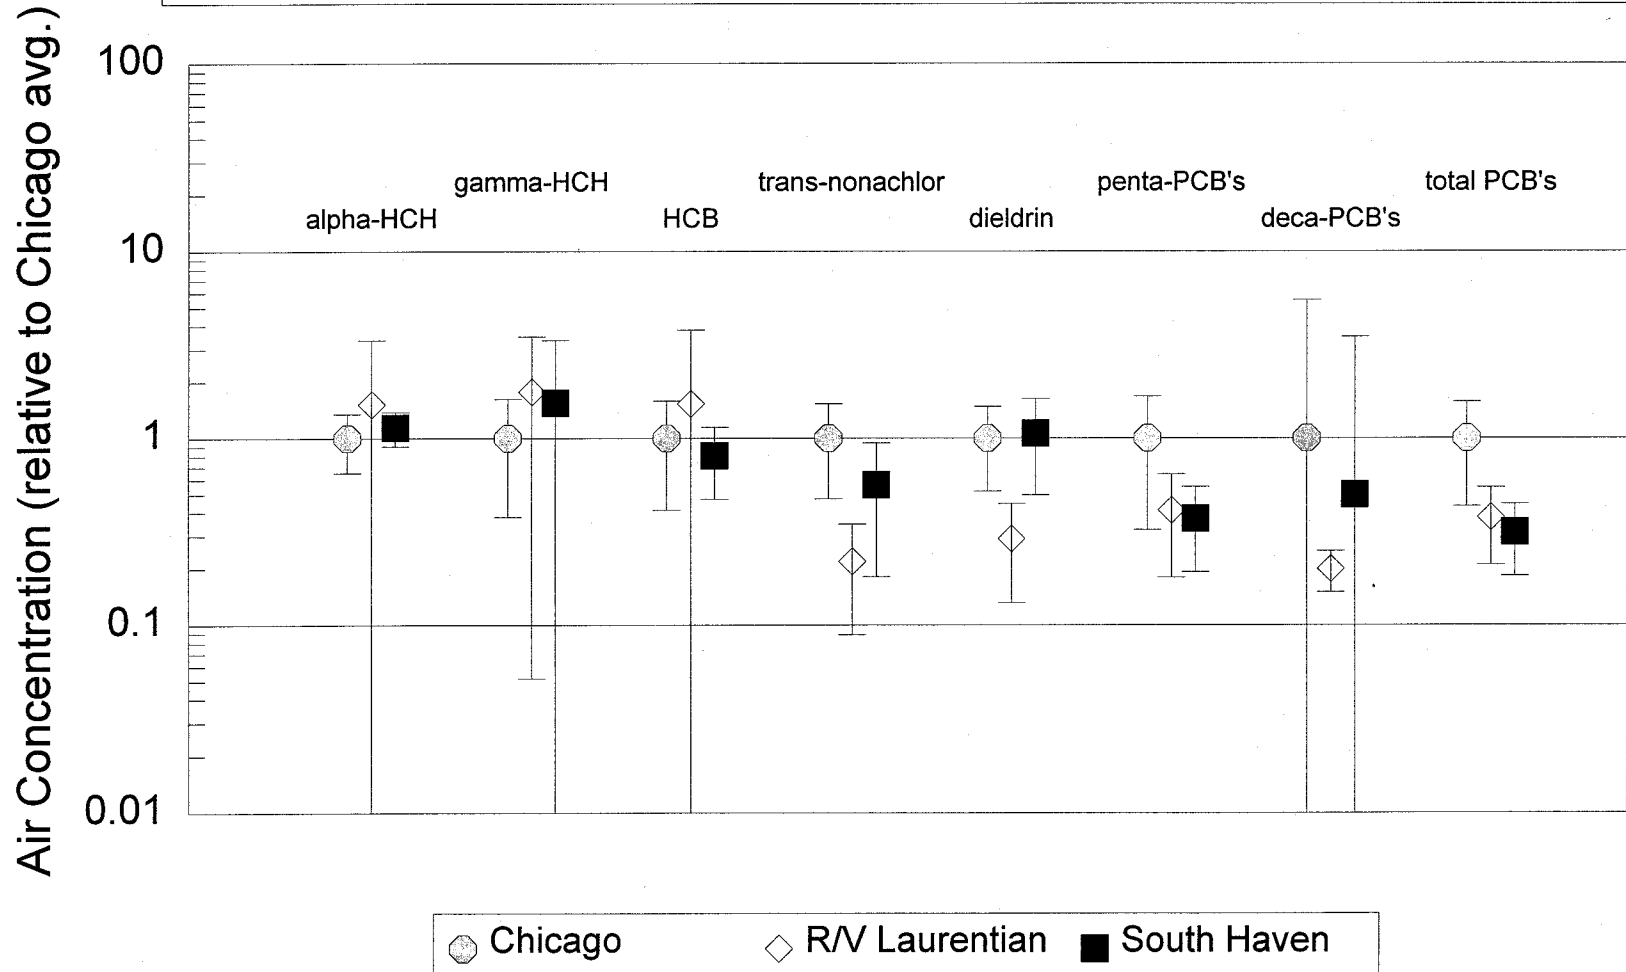 Air Concentration (relative to Chicago avg.)
100
10
1
0.1
0.01
gamma-HCH
trans-nonachlor
penta-PCB's
total PCB's
alpha-HCH
HCB
dieldrin
deca-PCB's
Chicago
R/V Laurentian
South Haven